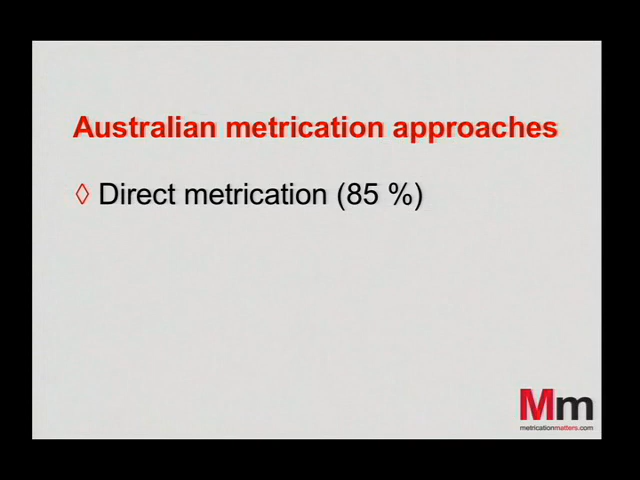 Australian metrication approaches
◊ Direct metrication (85 %)
Mm
metricationmatters.com